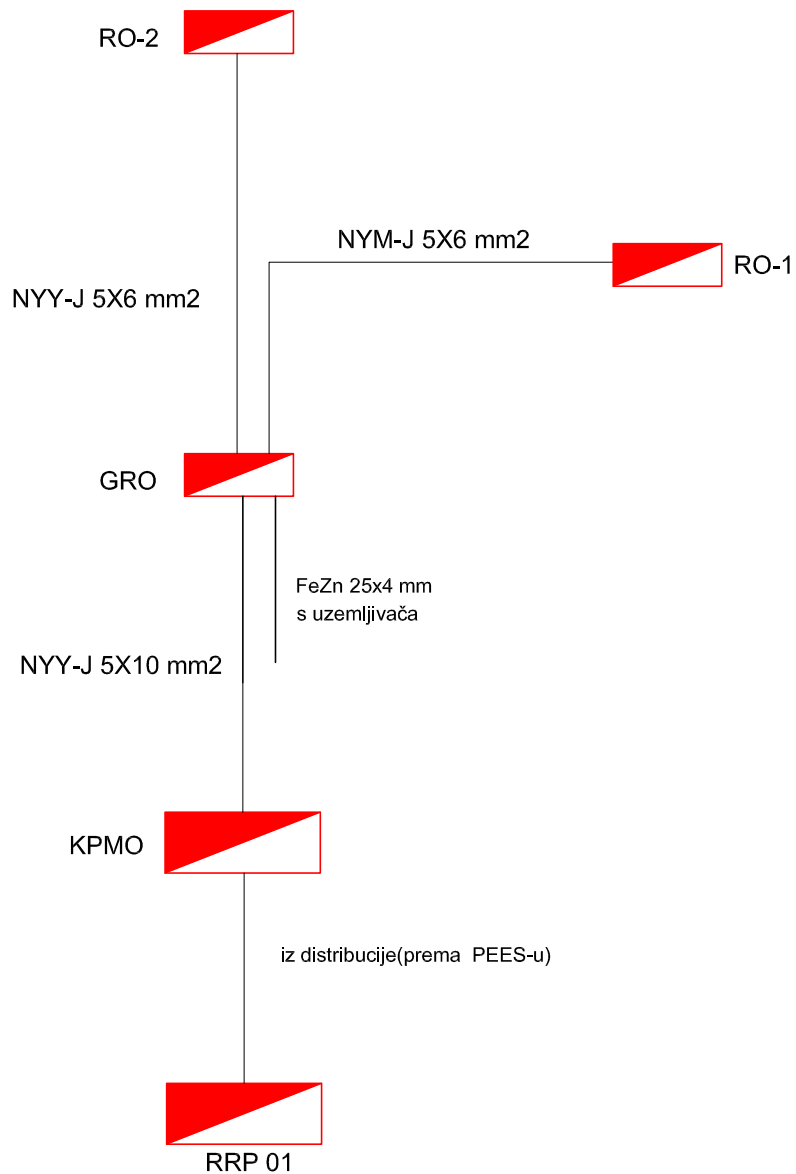 RO-2
NYM-J 5X6 mm2
RO-1
NYY-J 5X6 mm2
GRO
FeZn 25x4 mm
s uzemljivača
NYY-J 5X10 mm2
KPMO
iz distribucije(prema PEES-u)
RRP 01